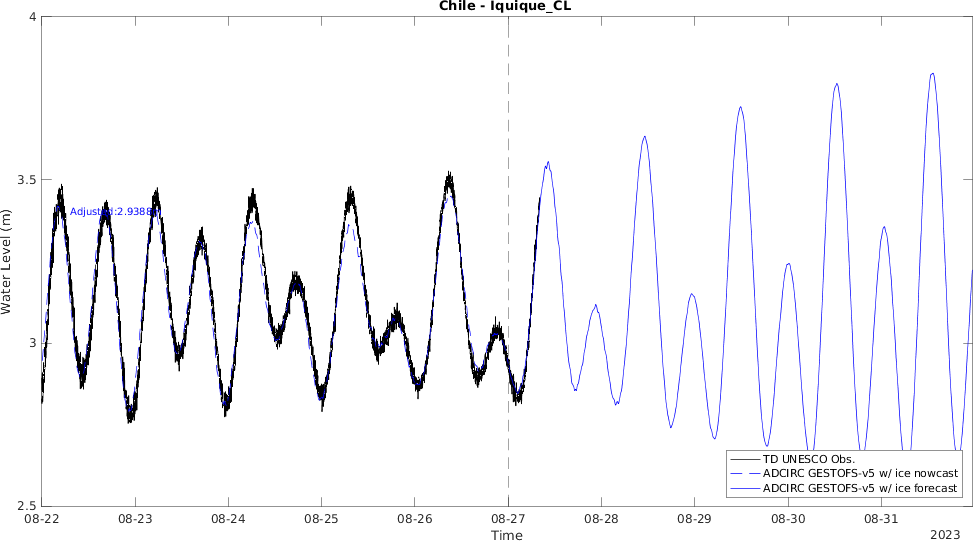 Chile - Iquique_CL
4
3.5
3
2.5
Water Level (m)
Adjusted:2.9388
08-22
08-23
08-24
08-25
08-26
08-27
08-28
08-29
08-30
08-31
Time
2023
TD UNESCO Obs.
ADCIRC GESTOFS-v5 w/ ice nowcast
ADCIRC GESTOFS-v5 w/ ice forecast